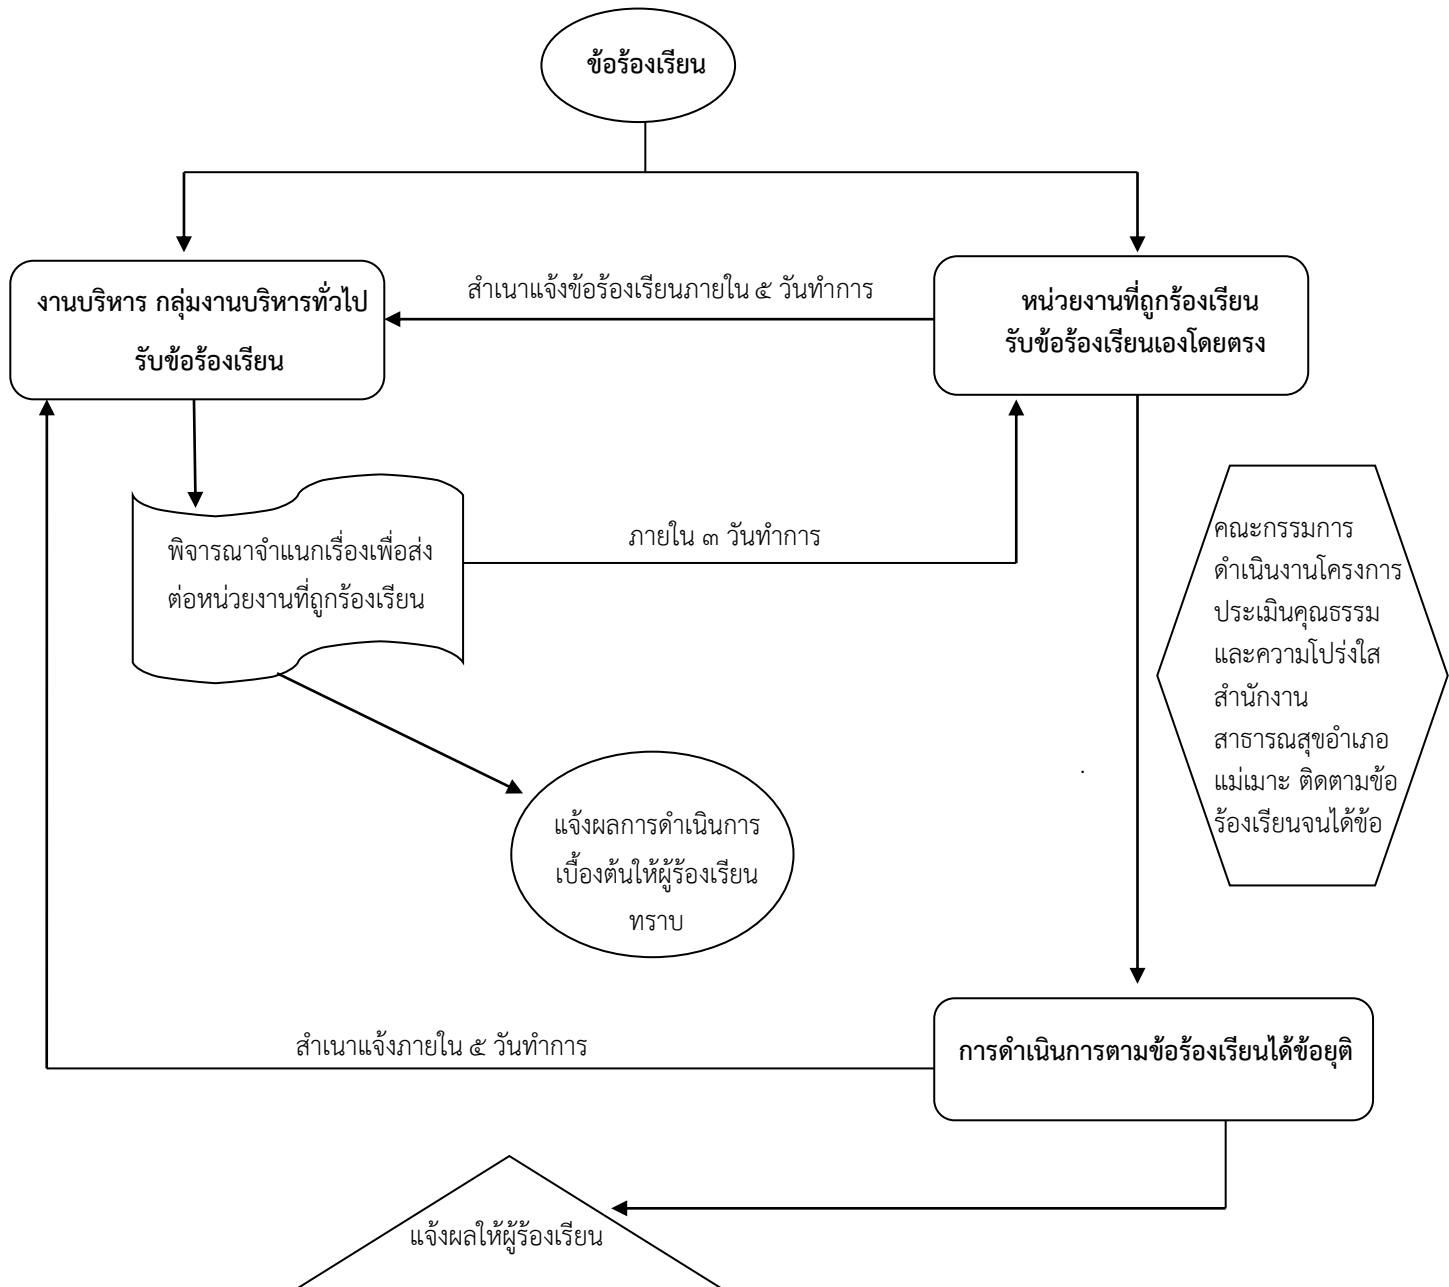 ข้อร้องเรียน
งานบริหาร กลุ่มงานบริหารทั่วไป
รับข้อร้องเรียน
สำเนาแจ้งข้อร้องเรียนภายใน ๕ วันทำการ
หน่วยงานที่ถูกร้องเรียน
รับข้อร้องเรียนเองโดยตรง
พิจารณาจำแนกเรื่องเพื่อส่ง
ต่อหน่วยงานที่ถูกร้องเรียน
ภายใน ๓ วันทำการ
คณะกรรมการ
ดำเนินงานโครงการ
ประเมินคุณธรรม
และความโปร่งใส
สำนักงาน
สาธารณสุขอำเภอ
แม่เมาะ ติดตามข้อ
ร้องเรียนจนได้ข้อ
แจ้งผลการดำเนินการ
เบื้องต้นให้ผู้ร้องเรียน
ทราบ
สำเนาแจ้งภายใน ๕ วันทำการ
การดำเนินการตามข้อร้องเรียนได้ข้อยุติ
แจ้งผลให้ผู้ร้องเรียน